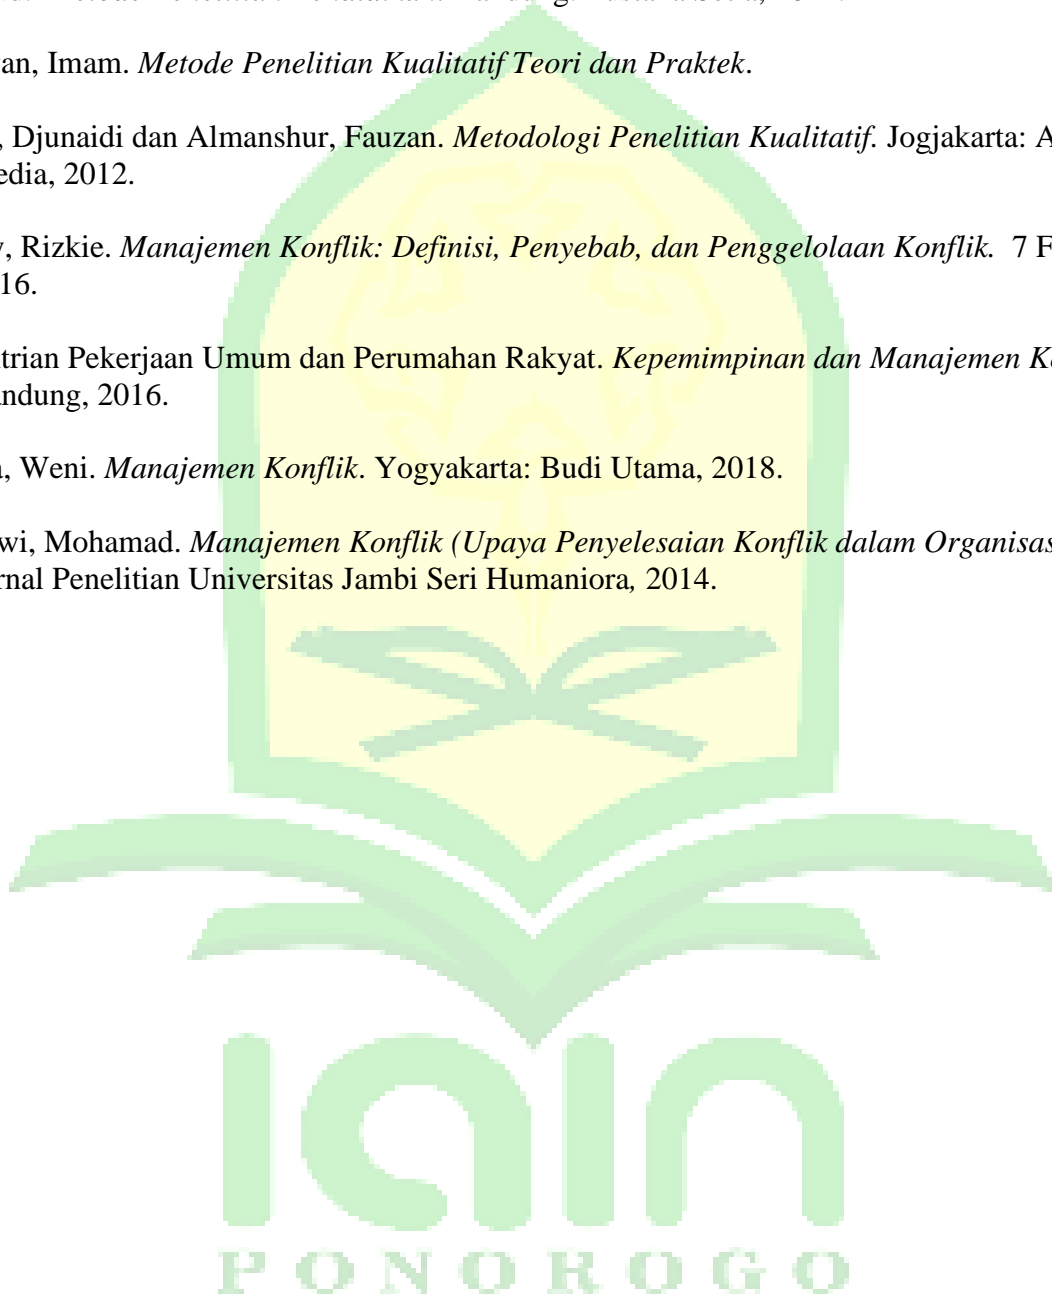 an, Imam. Metode Penelitian Kualitatif Teori dan Praktek.
, Djunaidi dan Almanshur, Fauzan. Metodologi Penelitian Kualitatif. Jogjakarta: A
edia, 2012.
, Rizkie. Manajemen Konflik: Definisi, Penyebab, dan Penggelolaan Konflik. 7 F
16.
trian Pekerjaan Umum dan Perumahan Rakyat. Kepemimpinan dan Manajemen K
andung, 2016.
, Weni. Manajemen Konflik. Yogyakarta: Budi Utama, 2018.
wi, Mohamad. Manajemen Konflik (Upaya Penyelesaian Konflik dalam Organisas
rnal Penelitian Universitas Jambi Seri Humaniora, 2014.
iain
PONOROGO